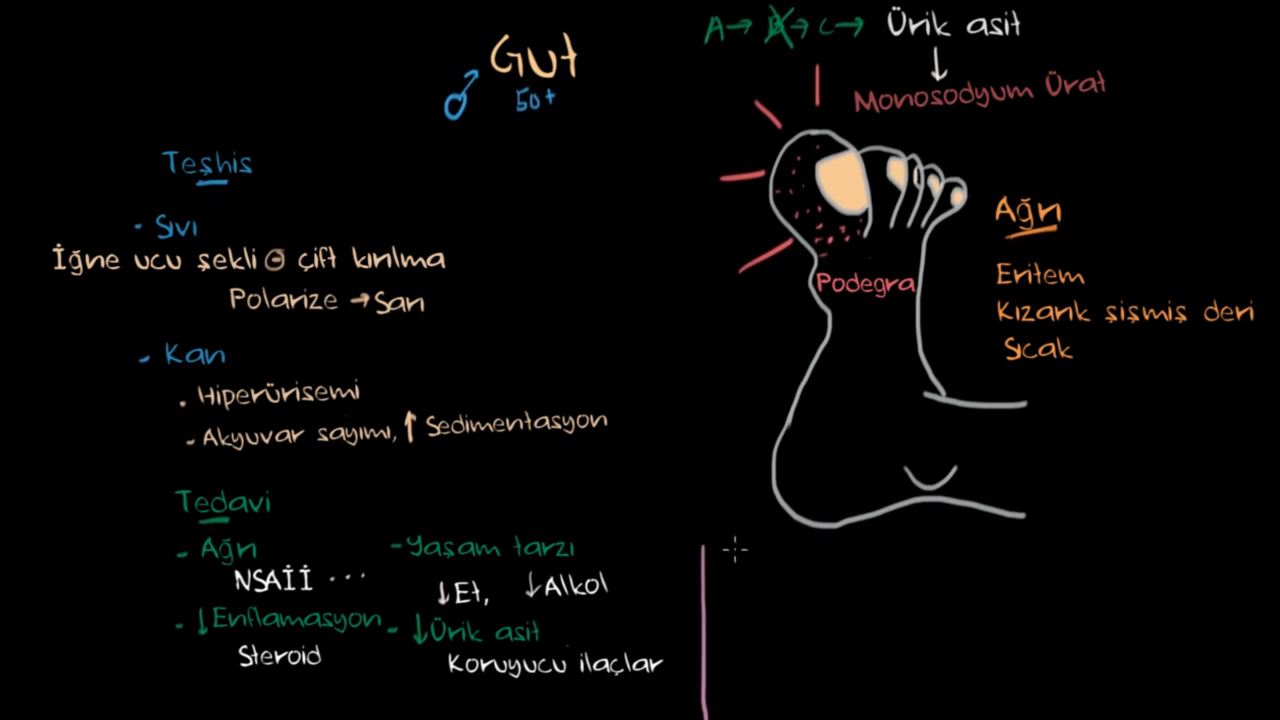 Gut
50+
Teşhis
- Sıvı
İğne ucu şekli ⊖ çift kırılma
Polarize → Sarı
- Kan
. Hiperürisemi
- Akyuvar sayımı, ↑ Sedimentasyon
Tedavi
- Ağrı
NSAİİ ...
- ↓Enflamasyon
Steroid
- Yaşam tarzı
↓Et, ↓Alkol
- ↓Ürik asit
Koruyucu ilaçlar
A→ B→ C→ Ürik asit
↓
Monosodyum Ürat
Podegra
Ağrı
Eritem
Kızarık şişmiş deri
Sıcak